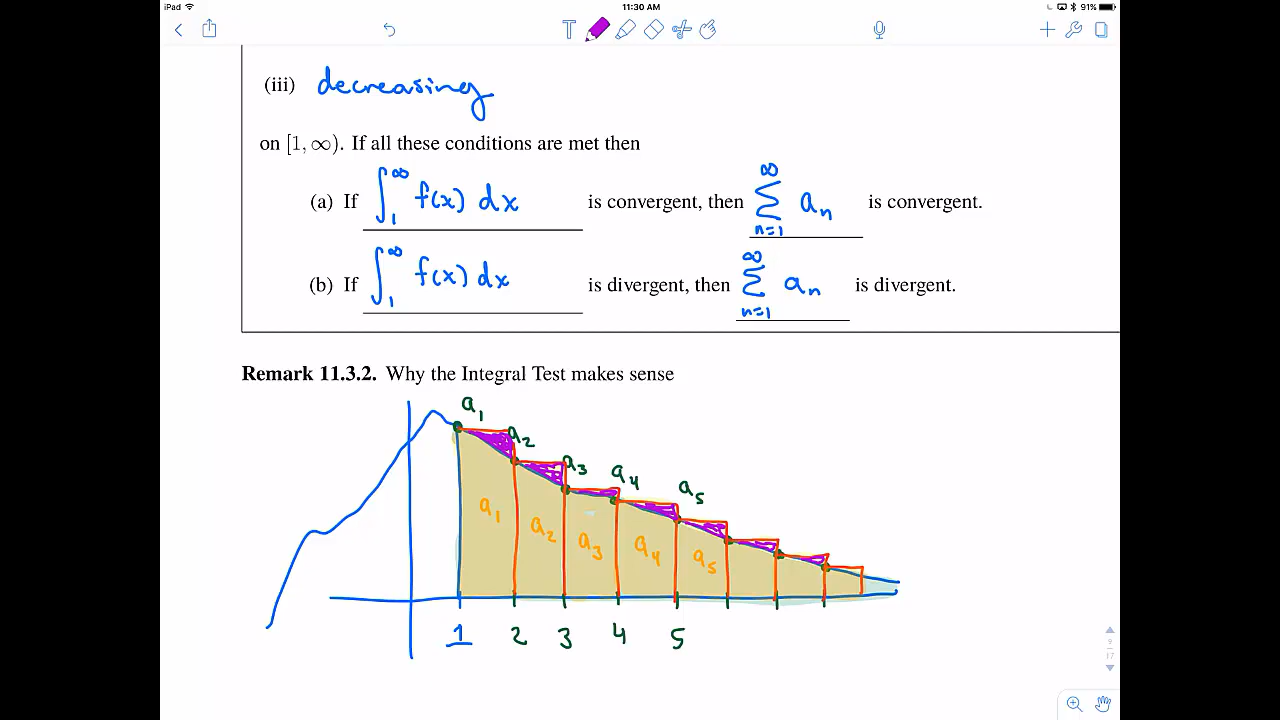 iPad 11:30 AM 91%
T
(iii) decreasing
on [1, ∞). If all these conditions are met then
(a) If ∫₁^∞ f(x) dx is convergent, then ∑_{n=1}^∞ aₙ is convergent.
(b) If ∫₁^∞ f(x) dx is divergent, then ∑_{n=1}^∞ aₙ is divergent.
Remark 11.3.2. Why the Integral Test makes sense
a₁ a₂ a₃ a₄ a₅
a₁ a₂ a₃ a₄ a₅
1 2 3 4 5
9
17